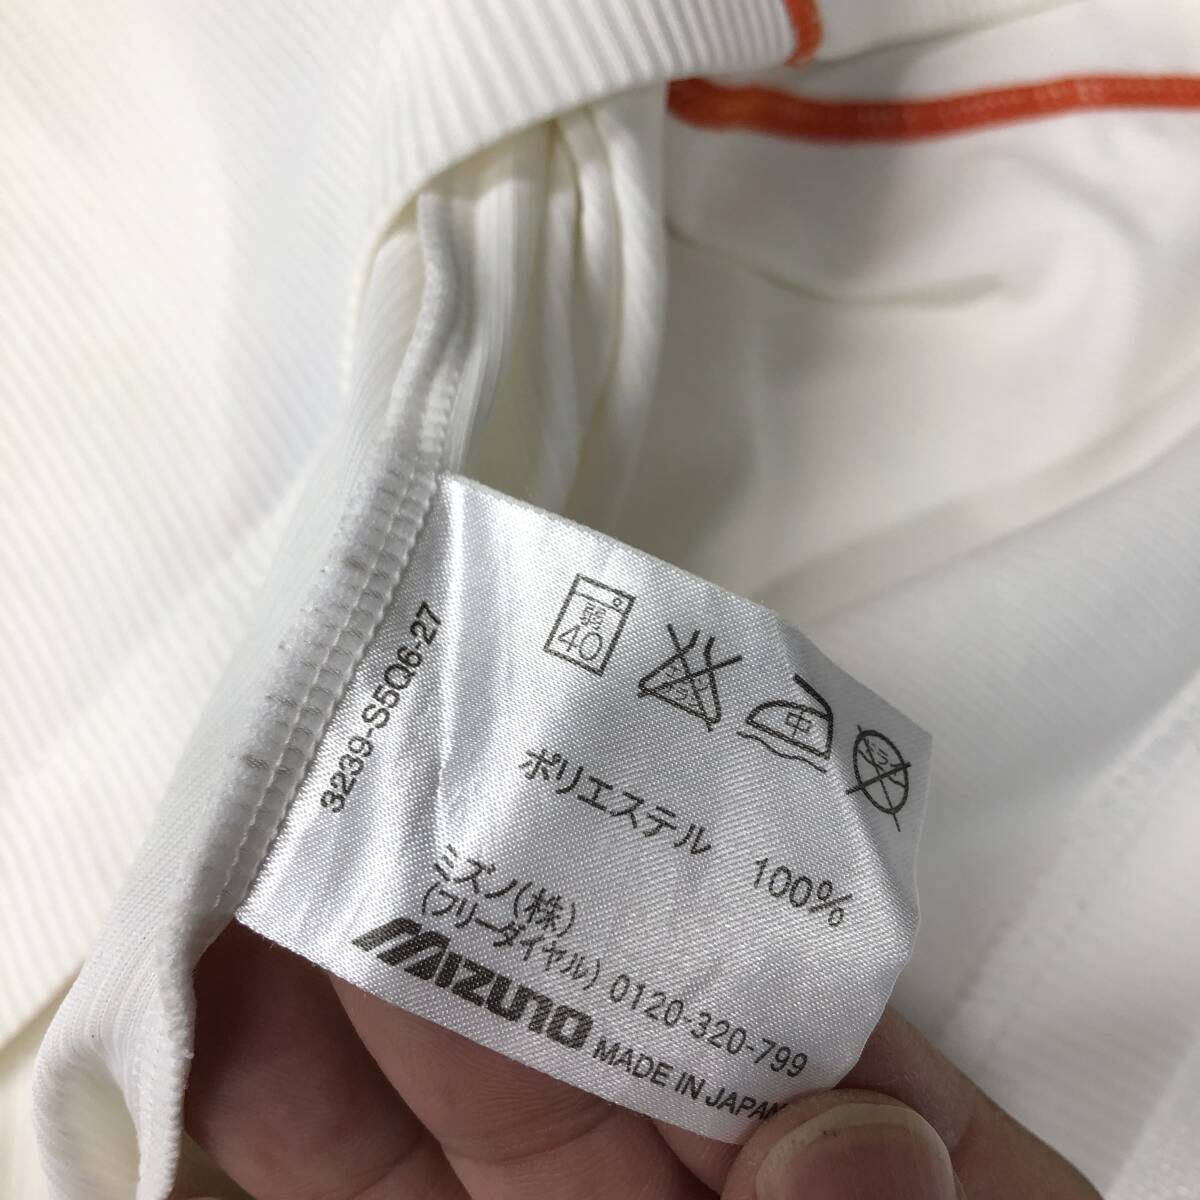 弱
40
中
3239-S5Q6-27
ポリエステル 100%
ミズノ(株)
(フリーダイヤル) 0120-320-799
MIZUNO MADE IN JAPAN